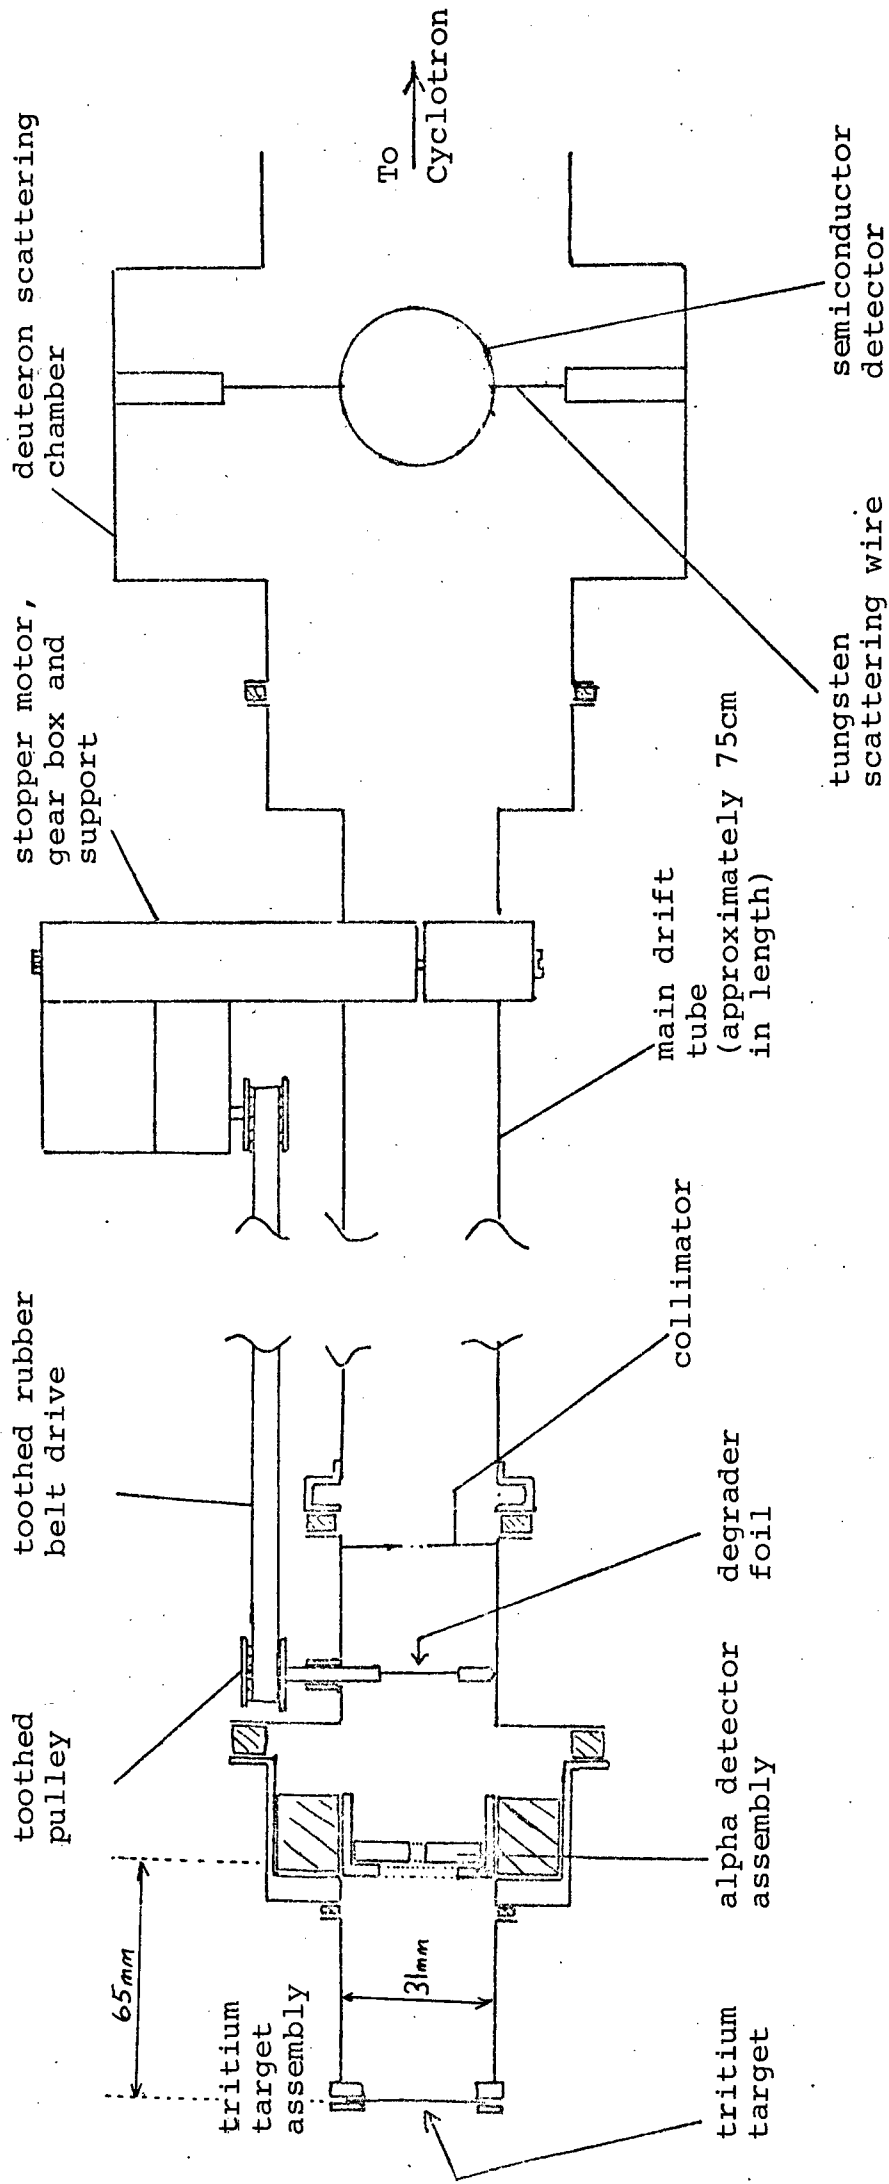 deuteron scattering
chamber
stopper motor,
gear box and
support
toothed rubber
belt drive
toothed
pulley
65mm
tritium
target
assembly
31mm
To
Cyclotron
semiconductor
detector
tungsten
scattering wire
main drift
tube
(approximately 75cm
in length)
collimator
degrader
foil
alpha detector
assembly
tritium
target